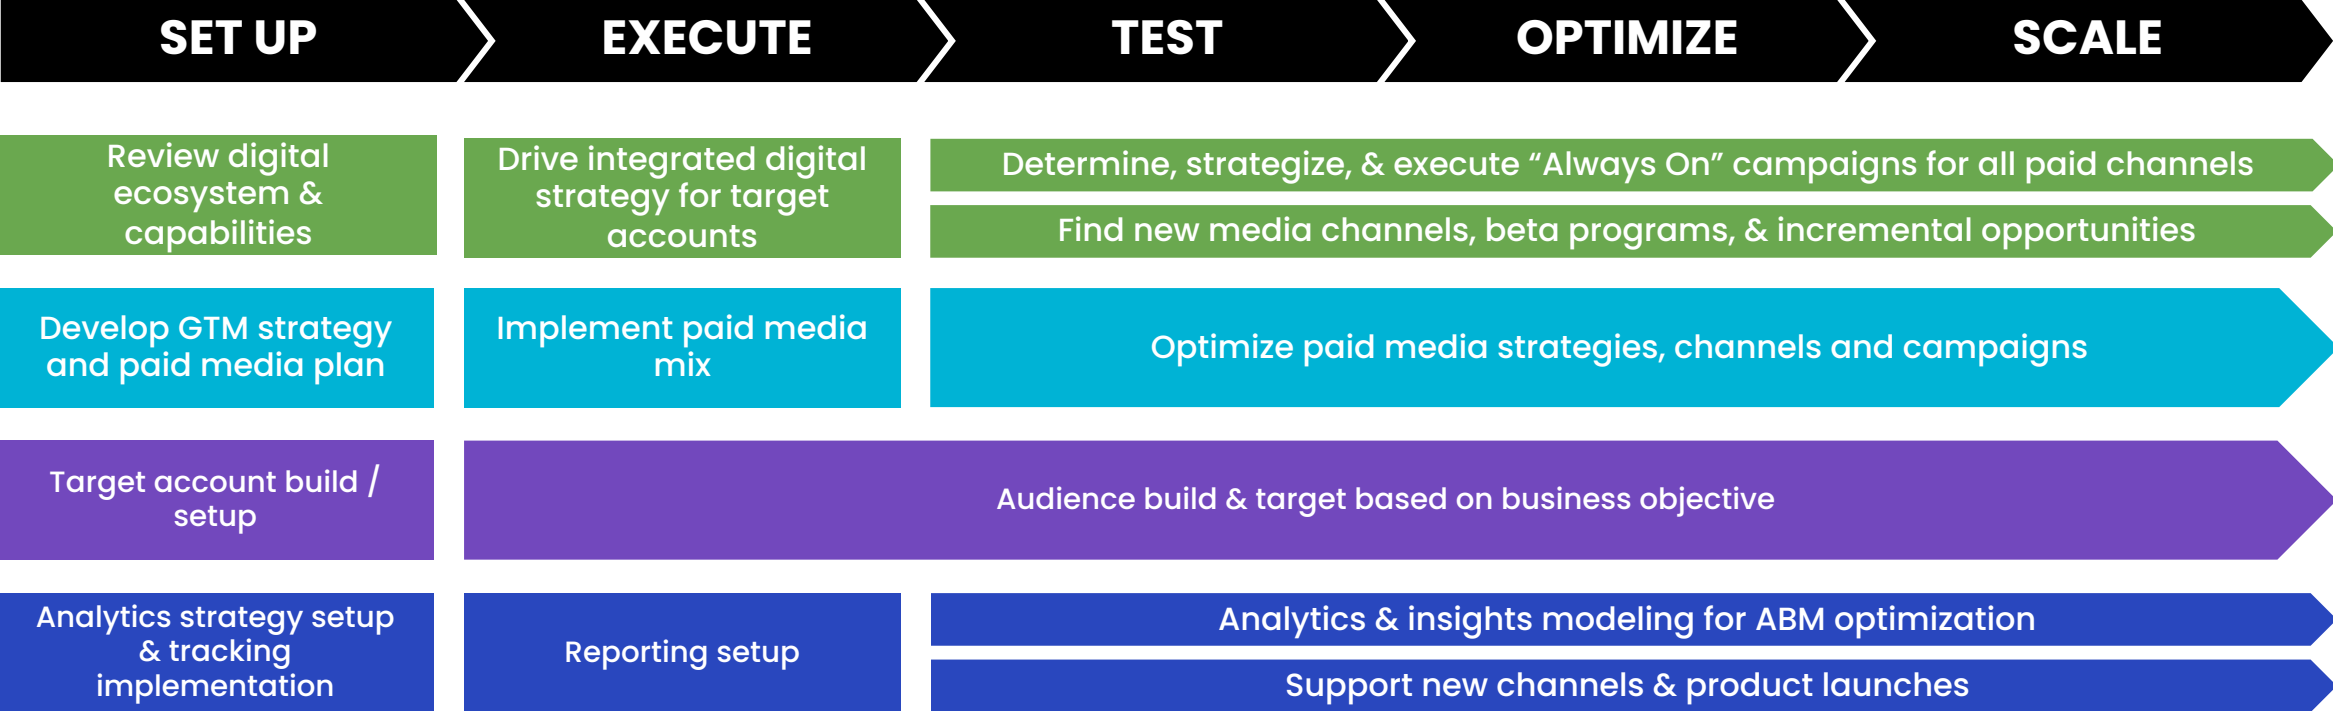 SET UP
EXECUTE
TEST
OPTIMIZE
SCALE
Review digital
ecosystem &
capabilities
Drive integrated digital
strategy for target
accounts
Determine, strategize, & execute “Always On” campaigns for all paid channels
Find new media channels, beta programs, & incremental opportunities
Develop GTM strategy
and paid media plan
Implement paid media
mix
Optimize paid media strategies, channels and campaigns
Target account build /
setup
Audience build & target based on business objective
Analytics strategy setup
& tracking
implementation
Reporting setup
Analytics & insights modeling for ABM optimization
Support new channels & product launches